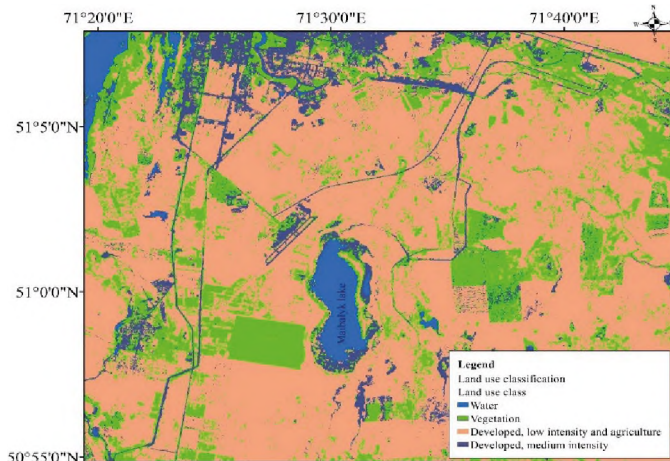 71°20'0"E 71°30'0"E 71°40'0"E
N
W E
S
51°5'0"N
51°0'0"N
50°55'0"N
Maibalyk lake
Legend
Land use classification
Land use class
Water
Vegetation
Developed, low intensity and agriculture
Developed, medium intensity